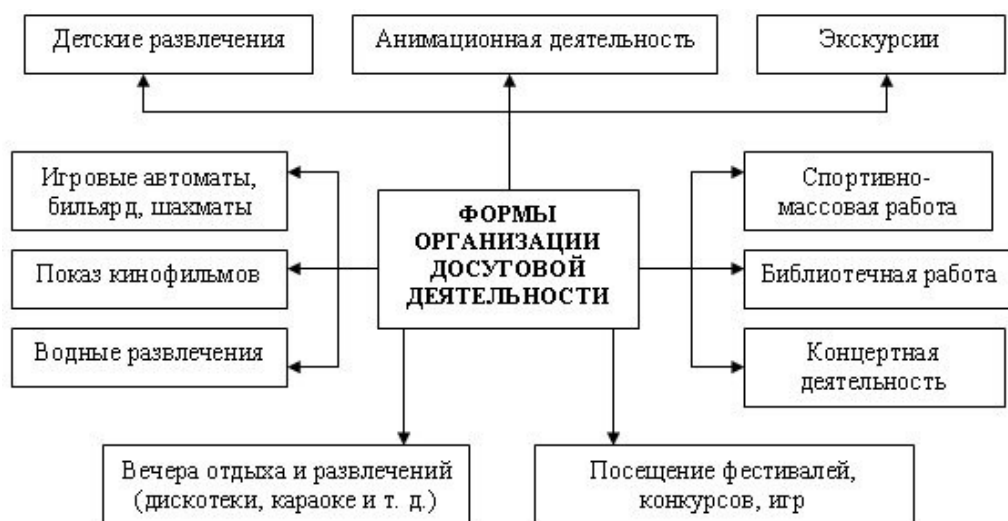 Детские развлечения
Анимационная деятельность
Экскурсии
Игровые автоматы,
бильярд, шахматы
Показ кинофильмов
Водные развлечения
ФОРМЫ
ОРГАНИЗАЦИИ
ДОСУГОВОЙ
ДЕЯТЕЛЬНОСТИ
Спортивно-
массовая работа
Библиотечная работа
Концертная
деятельность
Вечера отдыха и развлечений
(дискотеки, караоке и т. д.)
Посещение фестивалей,
конкурсов, игр